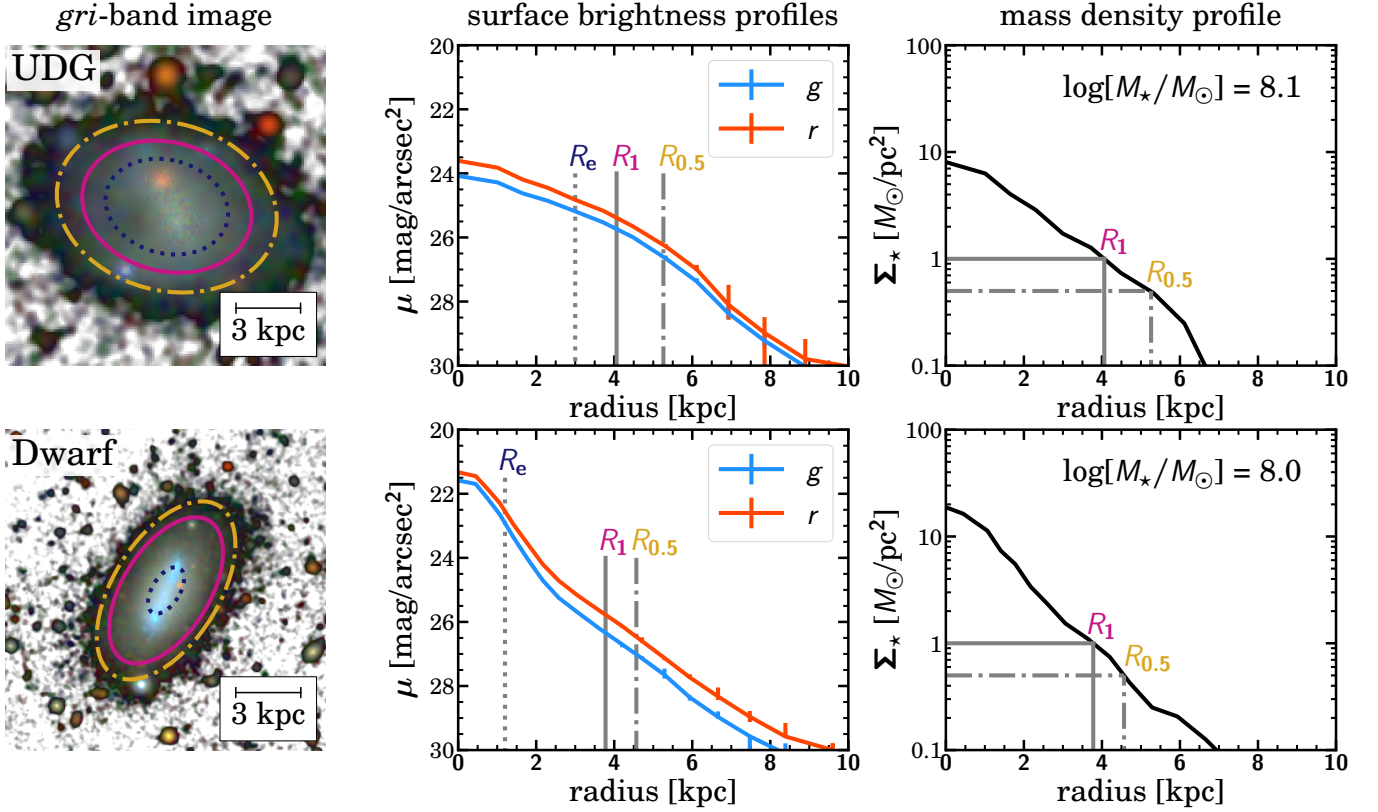 gri-band image
surface brightness profiles
mass density profile
UDG
3 kpc
20
22
24
26
28
30
μ [mag/arcsec²]
g
r
Re
R1
R0.5
0 2 4 6 8 10
radius [kpc]
100
10
1
0.1
Σ⋆ [M⊙/pc²]
log[M⋆/M⊙] = 8.1
R1
R0.5
0 2 4 6 8 10
radius [kpc]
Dwarf
3 kpc
20
22
24
26
28
30
μ [mag/arcsec²]
g
r
Re
R1
R0.5
0 2 4 6 8 10
radius [kpc]
100
10
1
0.1
Σ⋆ [M⊙/pc²]
log[M⋆/M⊙] = 8.0
R1
R0.5
0 2 4 6 8 10
radius [kpc]